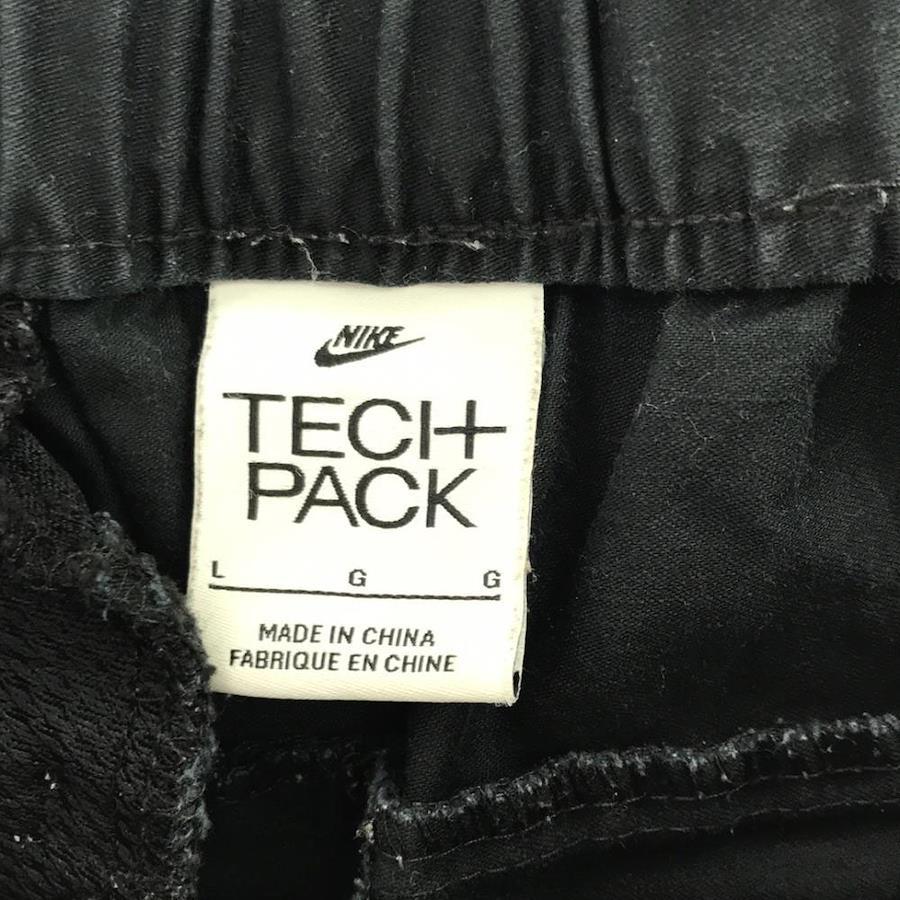 NIKE
TECH
PACK
L G G
MADE IN CHINA
FABRIQUE EN CHINE